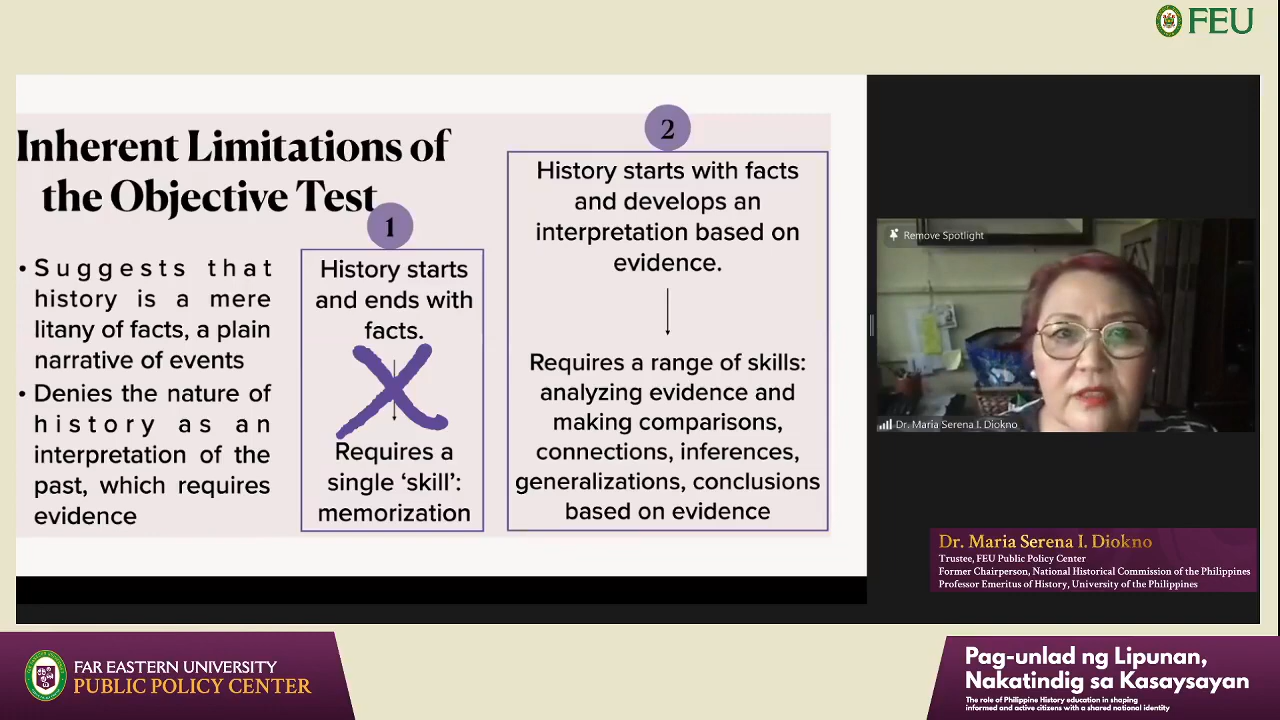 FEU
Inherent Limitations of
the Objective Test
• Suggests that
history is a mere
litany of facts, a plain
narrative of events
• Denies the nature of
history as an
interpretation of the
past, which requires
evidence
1
History starts
and ends with
facts.
Requires a
single ‘skill’:
memorization
2
History starts with facts
and develops an
interpretation based on
evidence.
Requires a range of skills:
analyzing evidence and
making comparisons,
connections, inferences,
generalizations, conclusions
based on evidence
Remove Spotlight
Dr. Maria Serena I. Diokno
Dr. Maria Serena I. Diokno
Trustee, FEU Public Policy Center
Former Chairperson, National Historical Commission of the Philippines
Professor Emeritus of History, University of the Philippines
FAR EASTERN UNIVERSITY
PUBLIC POLICY CENTER
Pag-unlad ng Lipunan,
Nakatindig sa Kasaysayan
The role of Philippine History education in shaping
informed and active citizens with a shared national identity